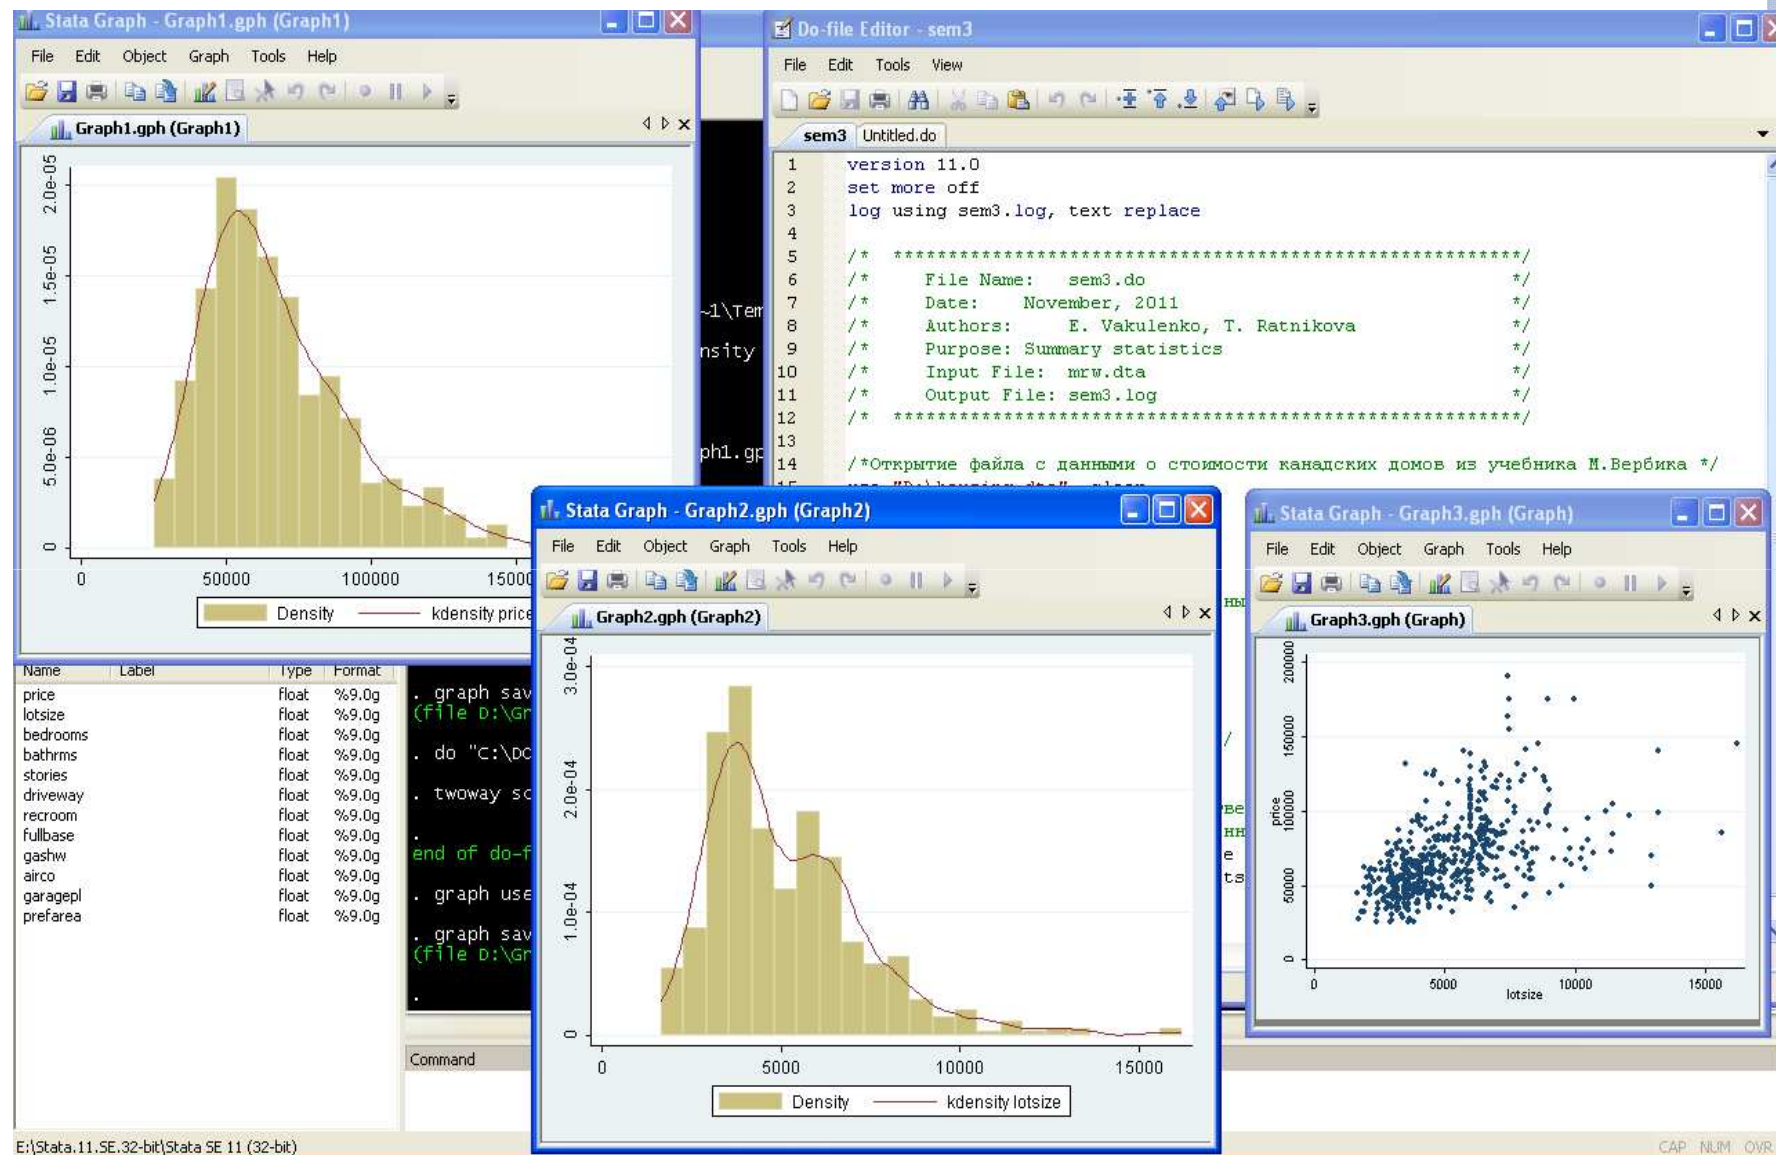 Stata Graph - Graph1.gph (Graph1)
File Edit Object Graph Tools Help
Graph1.gph (Graph1)
2.0e-05
1.5e-05
1.0e-05
5.0e-06
0
0 50000 100000
Density kdensity price
Do-file Editor - sem3
File Edit Tools View
sem3 Untitled.do
1 version 11.0
2 set more off
3 log using sem3.log, text replace
4
5 /* *********************************************************/
6 /* File Name: sem3.do */
7 /* Date: November, 2011 */
8 /* Authors: E. Vakulenko, T. Ratnikova */
9 /* Purpose: Summary statistics */
10 /* Input File: mrw.dta */
11 /* Output File: sem3.log */
12 /* *********************************************************/
13
14 /*Открытие файла с данными о стоимости канадских домов из учебника М.Вербика */
~1\Tem
nsity
ph1.gp
Name Label Type Format
price float %9.0g
lotsize float %9.0g
bedrooms float %9.0g
bathrms float %9.0g
stories float %9.0g
driveway float %9.0g
recroom float %9.0g
fullbase float %9.0g
gashw float %9.0g
airco float %9.0g
garagepl float %9.0g
prefarea float %9.0g
. graph sav
(file D:\Gr
. do "C:\DO
. twoway sc
.
end of do-f
. graph use
. graph sav
(file D:\Gr
.
Command
Stata Graph - Graph2.gph (Graph2)
File Edit Object Graph Tools Help
Graph2.gph (Graph2)
3.0e-04
2.0e-04
1.0e-04
0
0 5000 10000 15000
Density kdensity lotsize
Stata Graph - Graph3.gph (Graph)
File Edit Object Graph Tools Help
Graph3.gph (Graph)
200000
150000
100000
50000
0
price
0 5000 10000 15000
lotsize
E:\Stata.11.SE.32-bit\Stata SE 11 (32-bit)
CAP NUM OVR